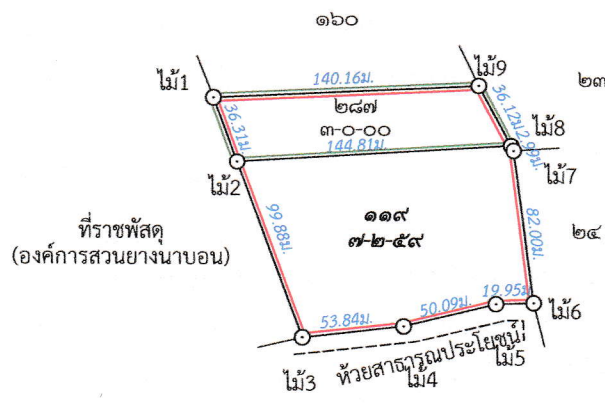 ๑๖๐
ไม้1
140.16ม.
ไม้9
๒๓
36.31ม.
๒๘๗
36.12ม.
๓-๐-๐๐
2.99ม.
ไม้8
144.81ม.
ไม้7
ไม้2
99.88ม.
๑๑๙
๗-๒-๕๙
82.00ม.
๒๔
ที่ราชพัสดุ
(องค์การสวนยางนาบอน)
53.84ม.
50.09ม.
19.95ม.
ไม้6
ไม้3
ห้วยสาธารณประโยชน์
ไม้4
ไม้5